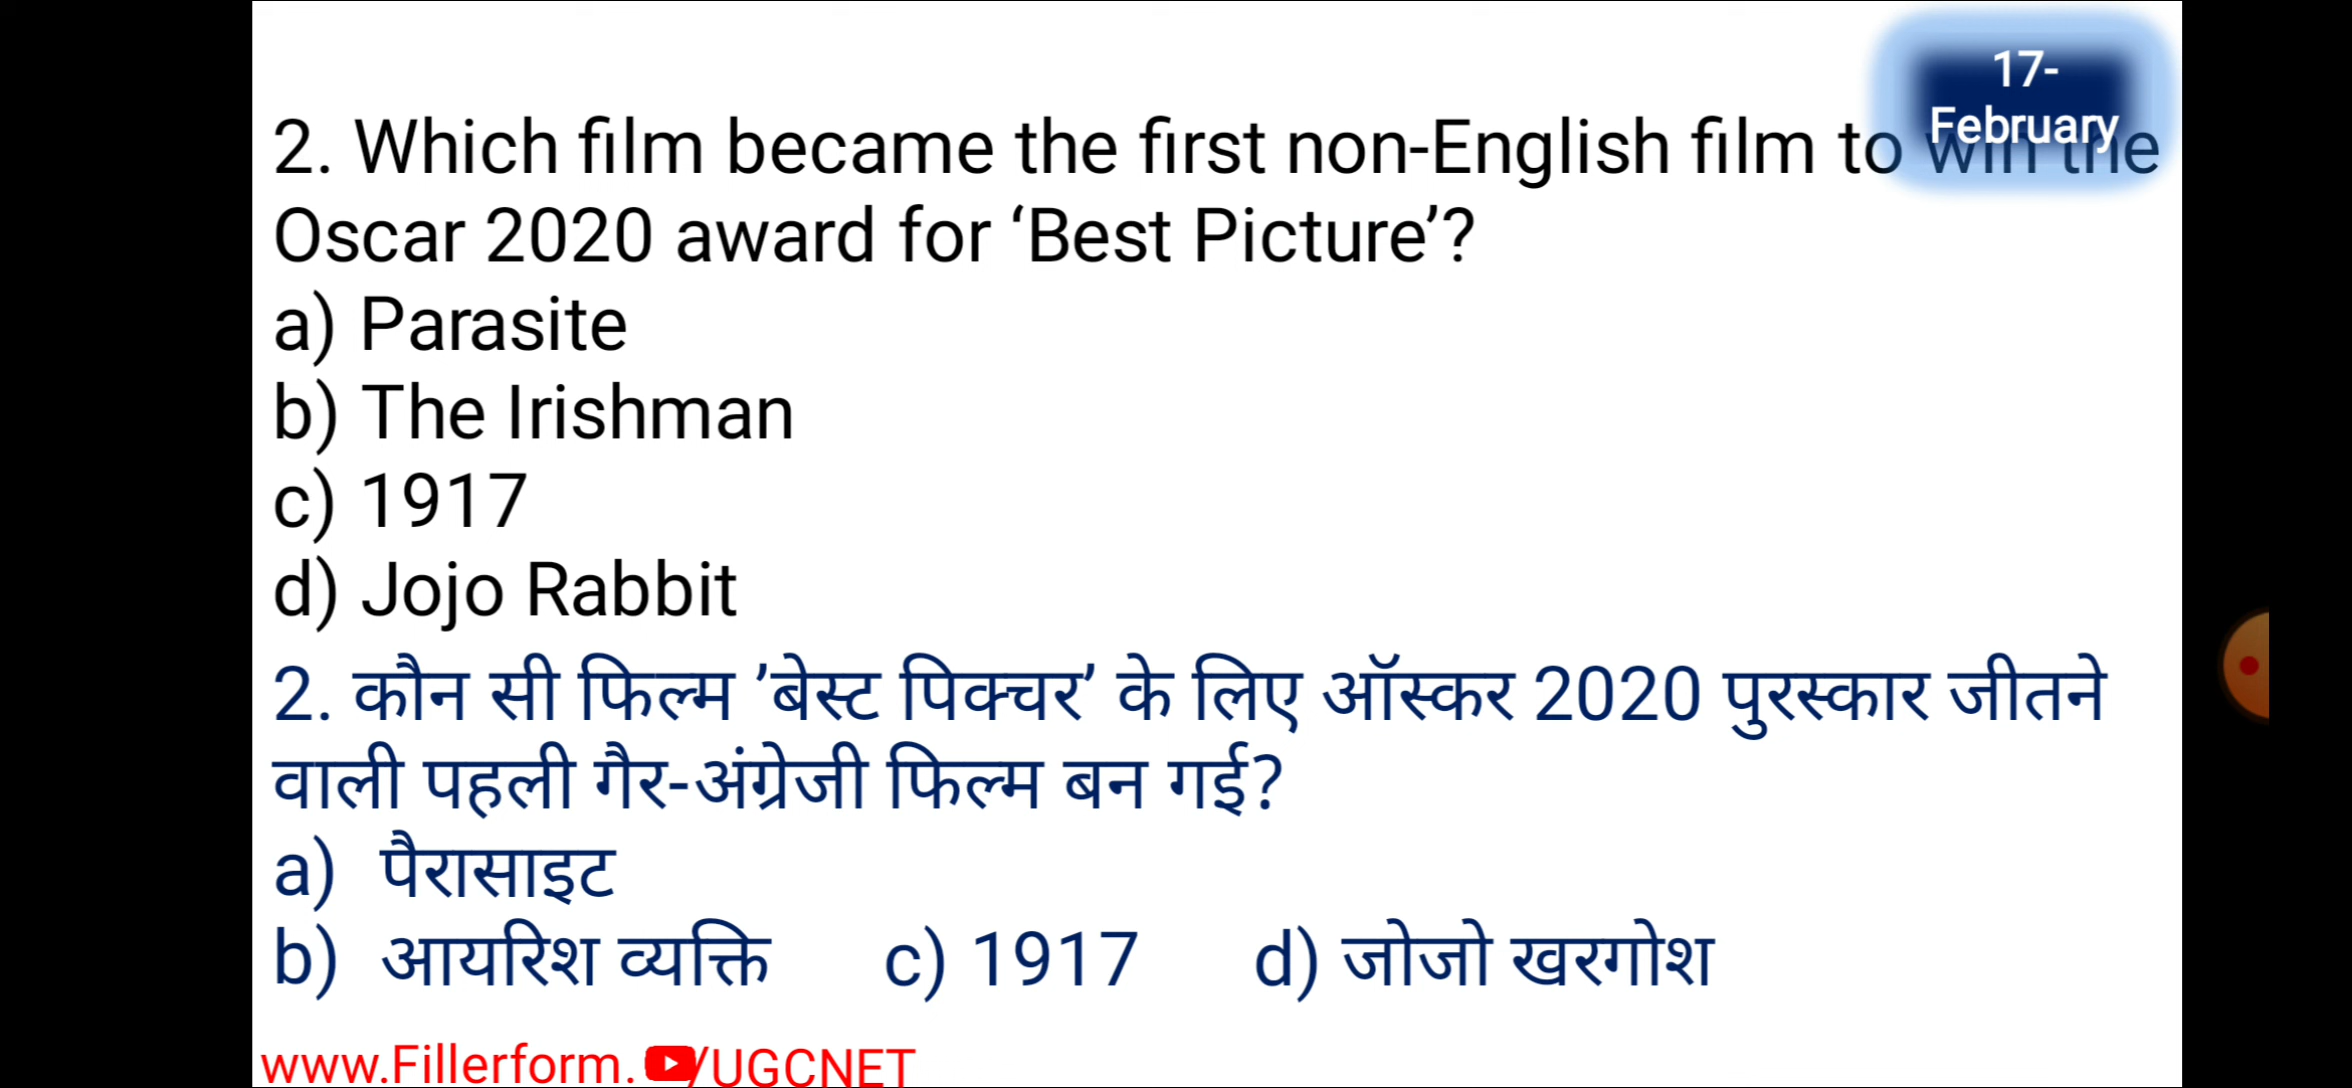 17-
February
2. Which film became the first non-English film to win the
Oscar 2020 award for ‘Best Picture’?
a) Parasite
b) The Irishman
c) 1917
d) Jojo Rabbit
2. कौन सी फिल्म ’बेस्ट पिक्चर’ के लिए ऑस्कर 2020 पुरस्कार जीतने
वाली पहली गैर-अंग्रेजी फिल्म बन गई?
a) पैरासाइट
b) आयरिश व्यक्ति c) 1917 d) जोजो खरगोश
www.Fillerform. /UGCNET